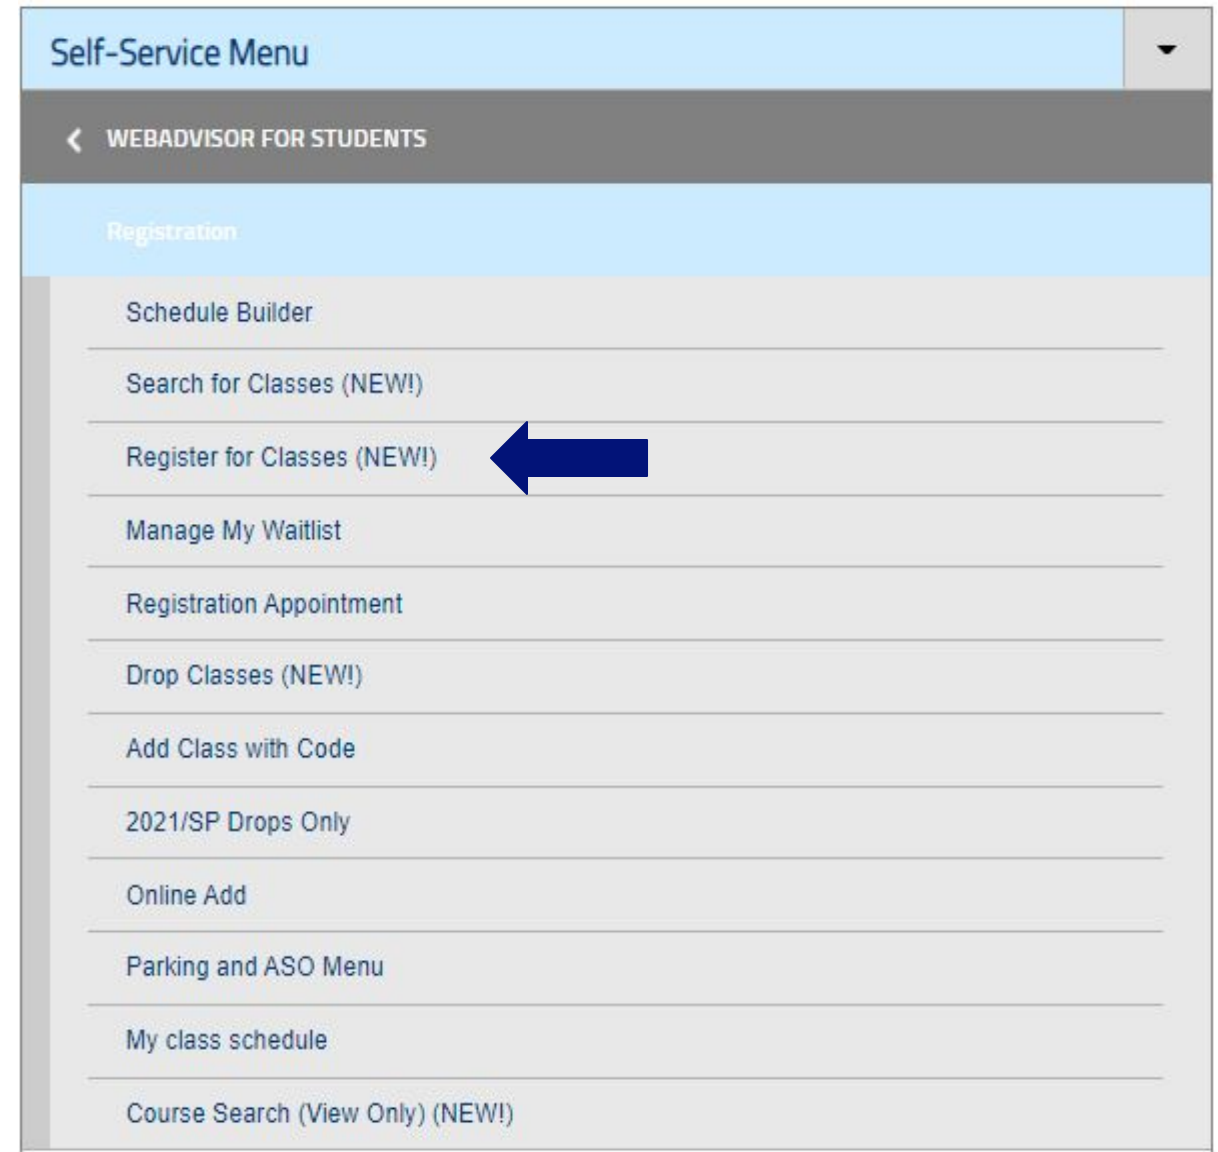 Self-Service Menu
WEBADVISOR FOR STUDENTS
Registration
Schedule Builder
Search for Classes (NEW!)
Register for Classes (NEW!)
Manage My Waitlist
Registration Appointment
Drop Classes (NEW!)
Add Class with Code
2021/SP Drops Only
Online Add
Parking and ASO Menu
My class schedule
Course Search (View Only) (NEW!)